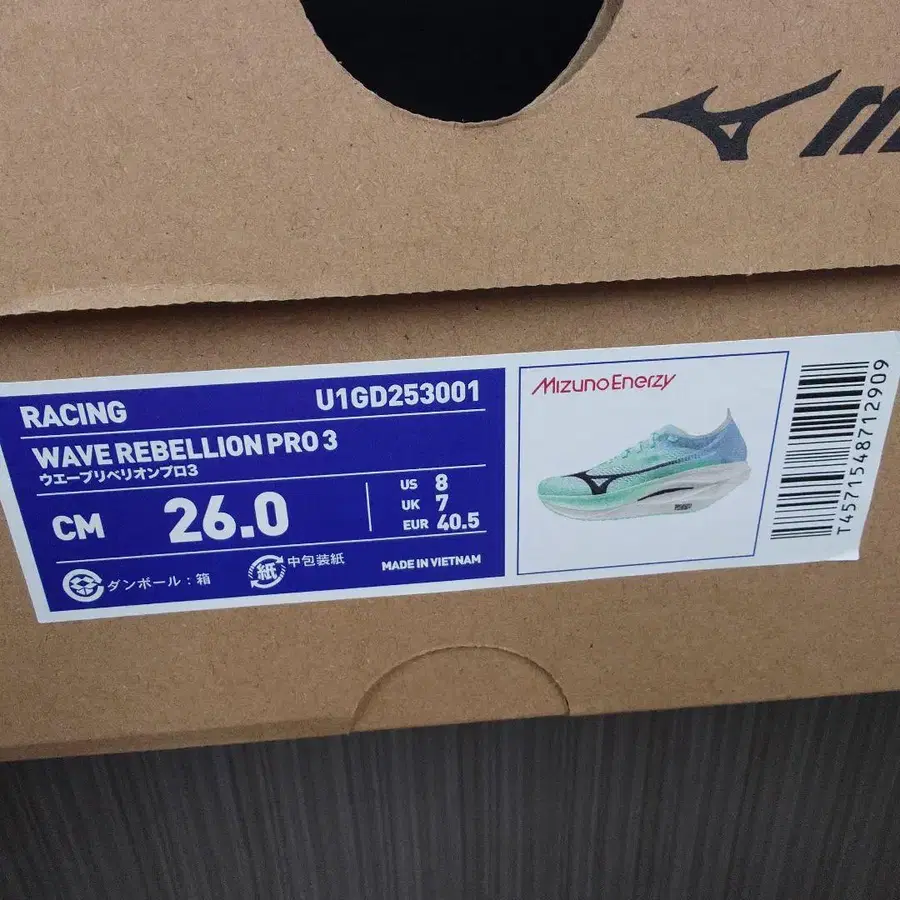 RACING
U1GD253001
WAVE REBELLION PRO 3
ウエーブリベリオンプロ3
CM 26.0
US 8
UK 7
EUR 40.5
ダンボール：箱
紙 中包装紙
MADE IN VIETNAM
MizunoEnerzy
T4571548712909